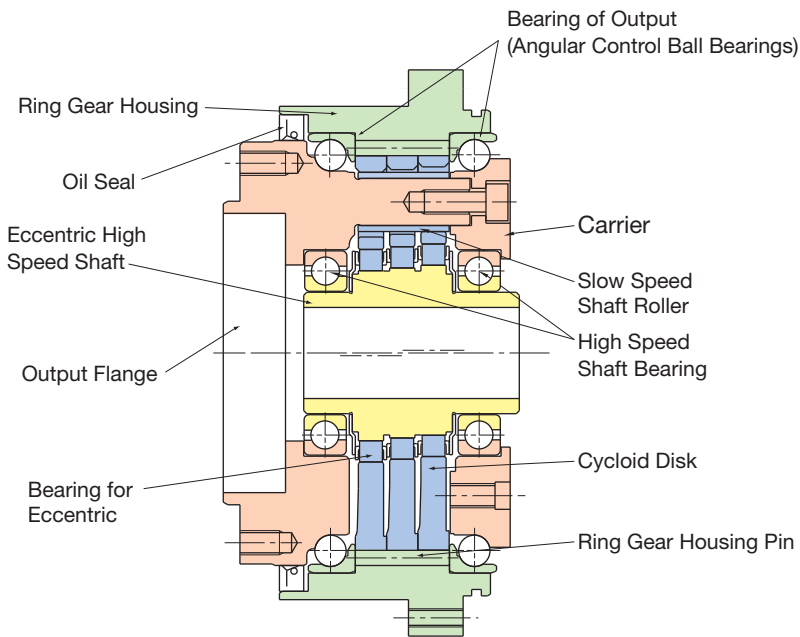 Bearing of Output
(Angular Control Ball Bearings)
Ring Gear Housing
Oil Seal
Carrier
Eccentric High
Speed Shaft
Slow Speed
Shaft Roller
High Speed
Shaft Bearing
Output Flange
Cycloid Disk
Bearing for
Eccentric
Ring Gear Housing Pin